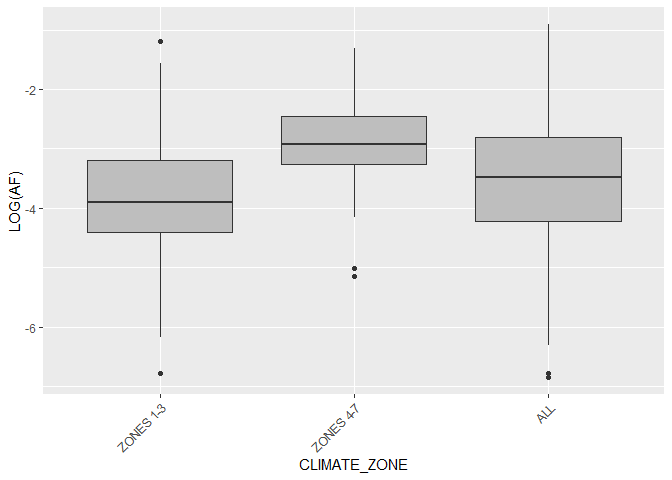 LOG(AF)
-2
-4
-6
ZONES 1-3
ZONES 4-7
ALL
CLIMATE_ZONE